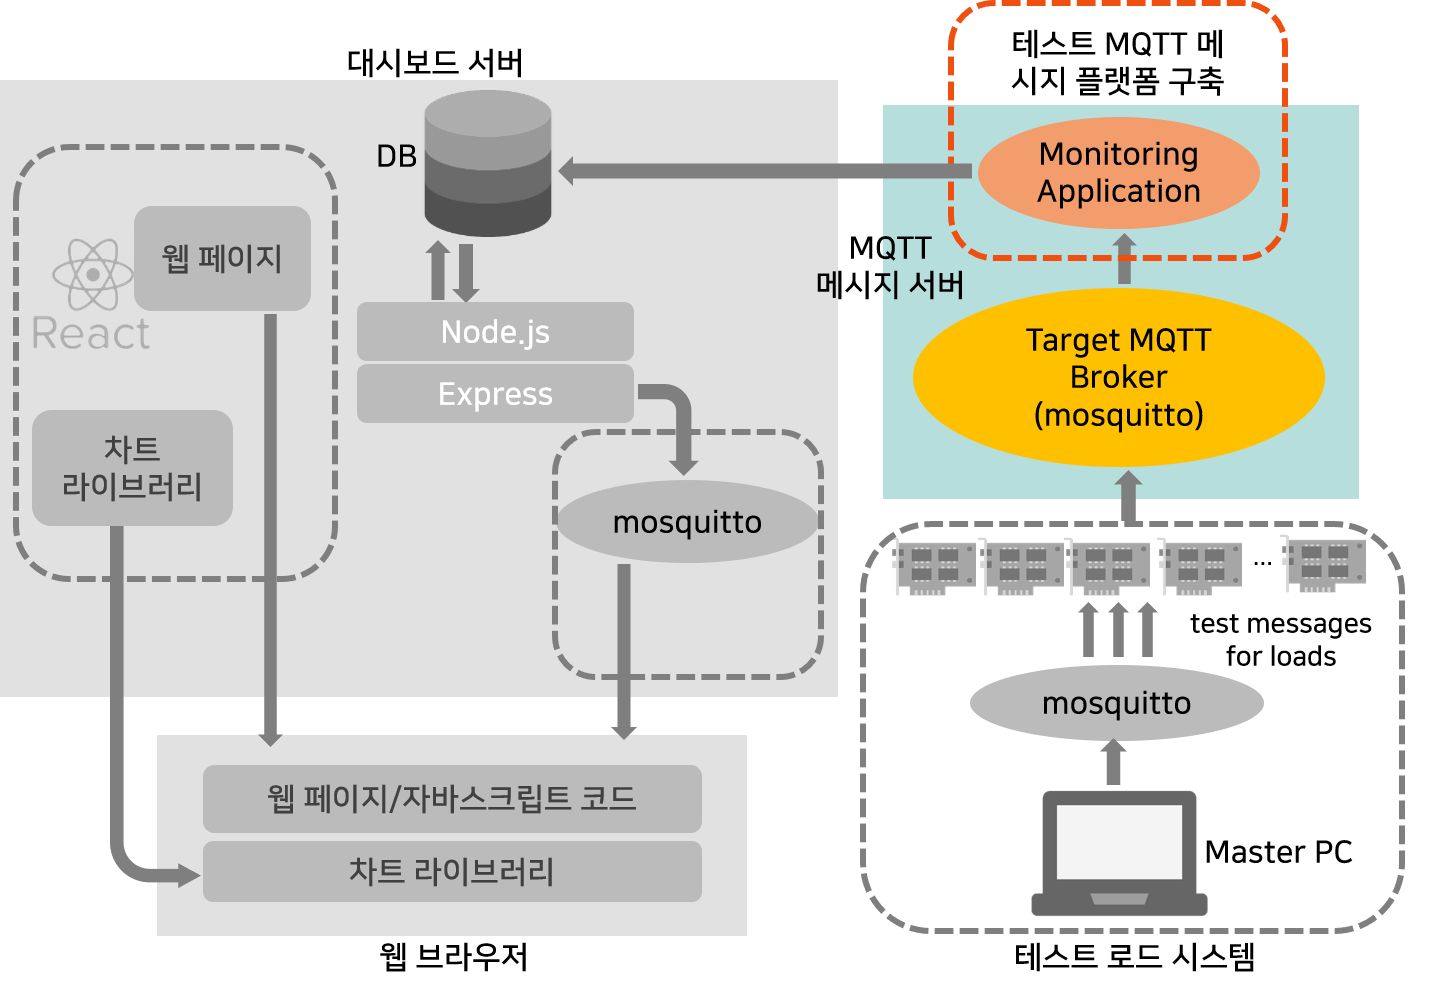 대시보드 서버
DB
웹 페이지
React
차트
라이브러리
Node.js
Express
mosquitto
웹 페이지/자바스크립트 코드
차트 라이브러리
웹 브라우저
테스트 MQTT 메
시지 플랫폼 구축
Monitoring
Application
MQTT
메시지 서버
Target MQTT
Broker
(mosquitto)
...
test messages
for loads
mosquitto
Master PC
테스트 로드 시스템